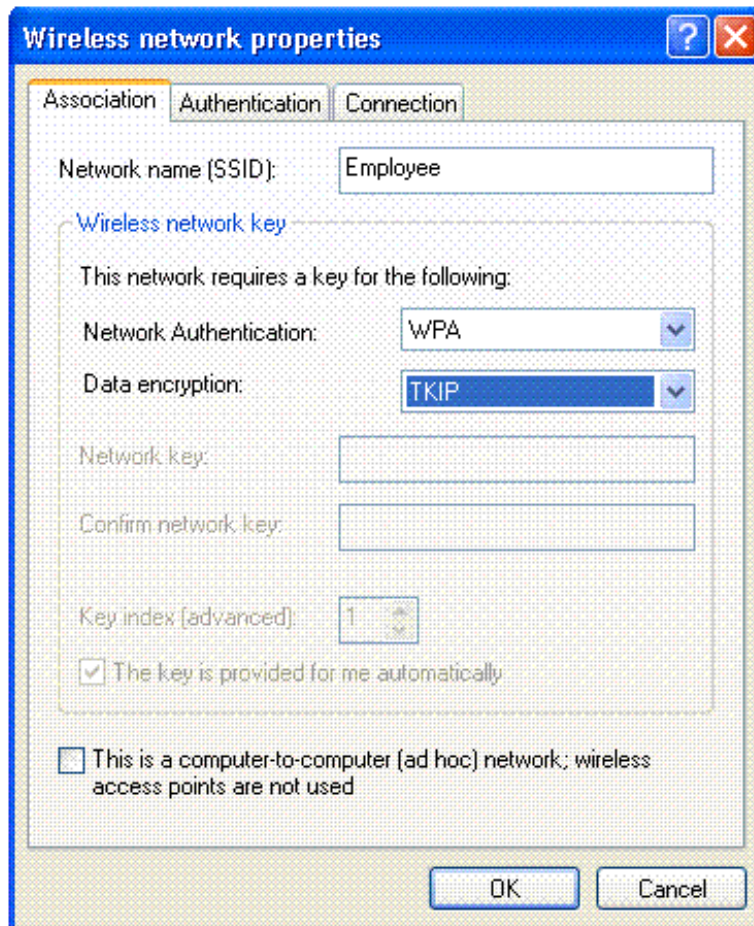 Wireless network properties
Association Authentication Connection
Network name (SSID): Employee
Wireless network key
This network requires a key for the following:
Network Authentication: WPA
Data encryption: TKIP
Network key:
Confirm network key:
Key index (advanced): 1
The key is provided for me automatically
This is a computer-to-computer (ad hoc) network; wireless
access points are not used
OK Cancel